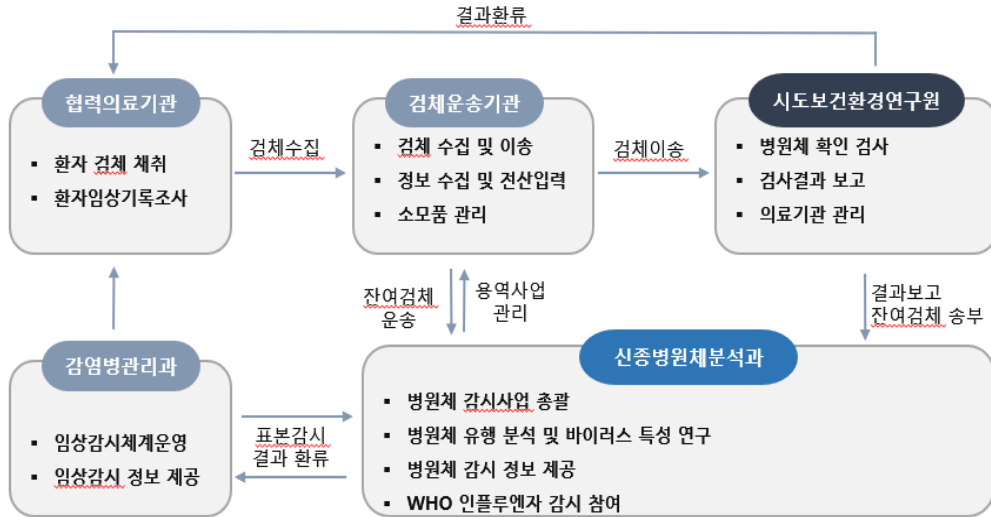 결과환류
협력의료기관
▪ 환자 검체 채취
▪ 환자임상기록조사
검체수집
검체운송기관
▪ 검체 수집 및 이송
▪ 정보 수집 및 전산입력
▪ 소모품 관리
검체이송
시도보건환경연구원
▪ 병원체 확인 검사
▪ 검사결과 보고
▪ 의료기관 관리
잔여검체
운송
용역사업
관리
결과보고
잔여검체 송부
감염병관리과
▪ 임상감시체계운영
▪ 임상감시 정보 제공
표본감시
결과 환류
신종병원체분석과
▪ 병원체 감시사업 총괄
▪ 병원체 유행 분석 및 바이러스 특성 연구
▪ 병원체 감시 정보 제공
▪ WHO 인플루엔자 감시 참여